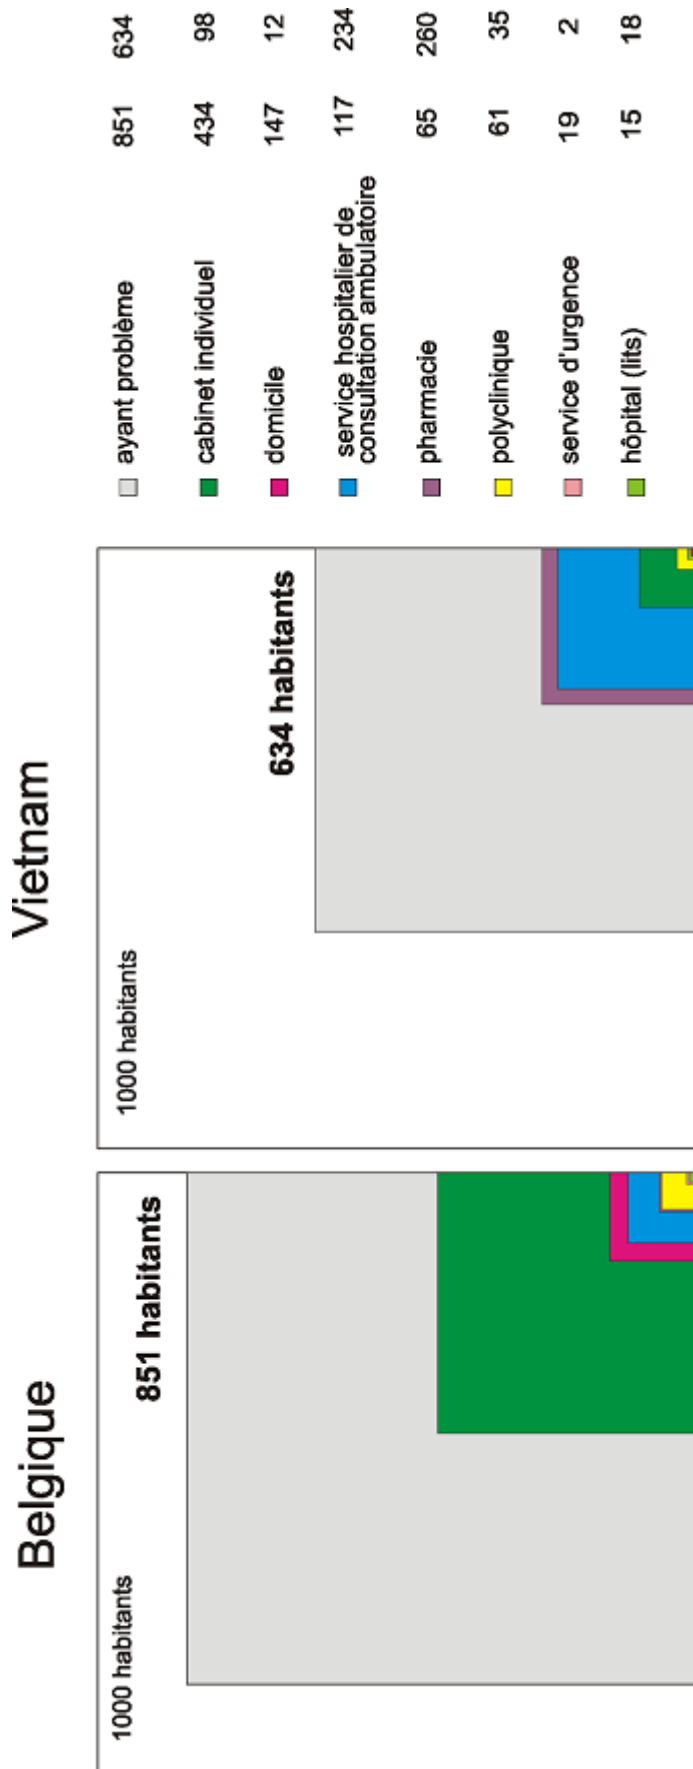 Belgique
Vietnam
1000 habitants
851 habitants
1000 habitants
634 habitants
ayant problème 851 634
cabinet individuel 434 98
domicile 147 12
service hospitalier de
consultation ambulatoire 117 234
pharmacie 65 260
polyclinique 61 35
service d'urgence 19 2
hôpital (lits) 15 18